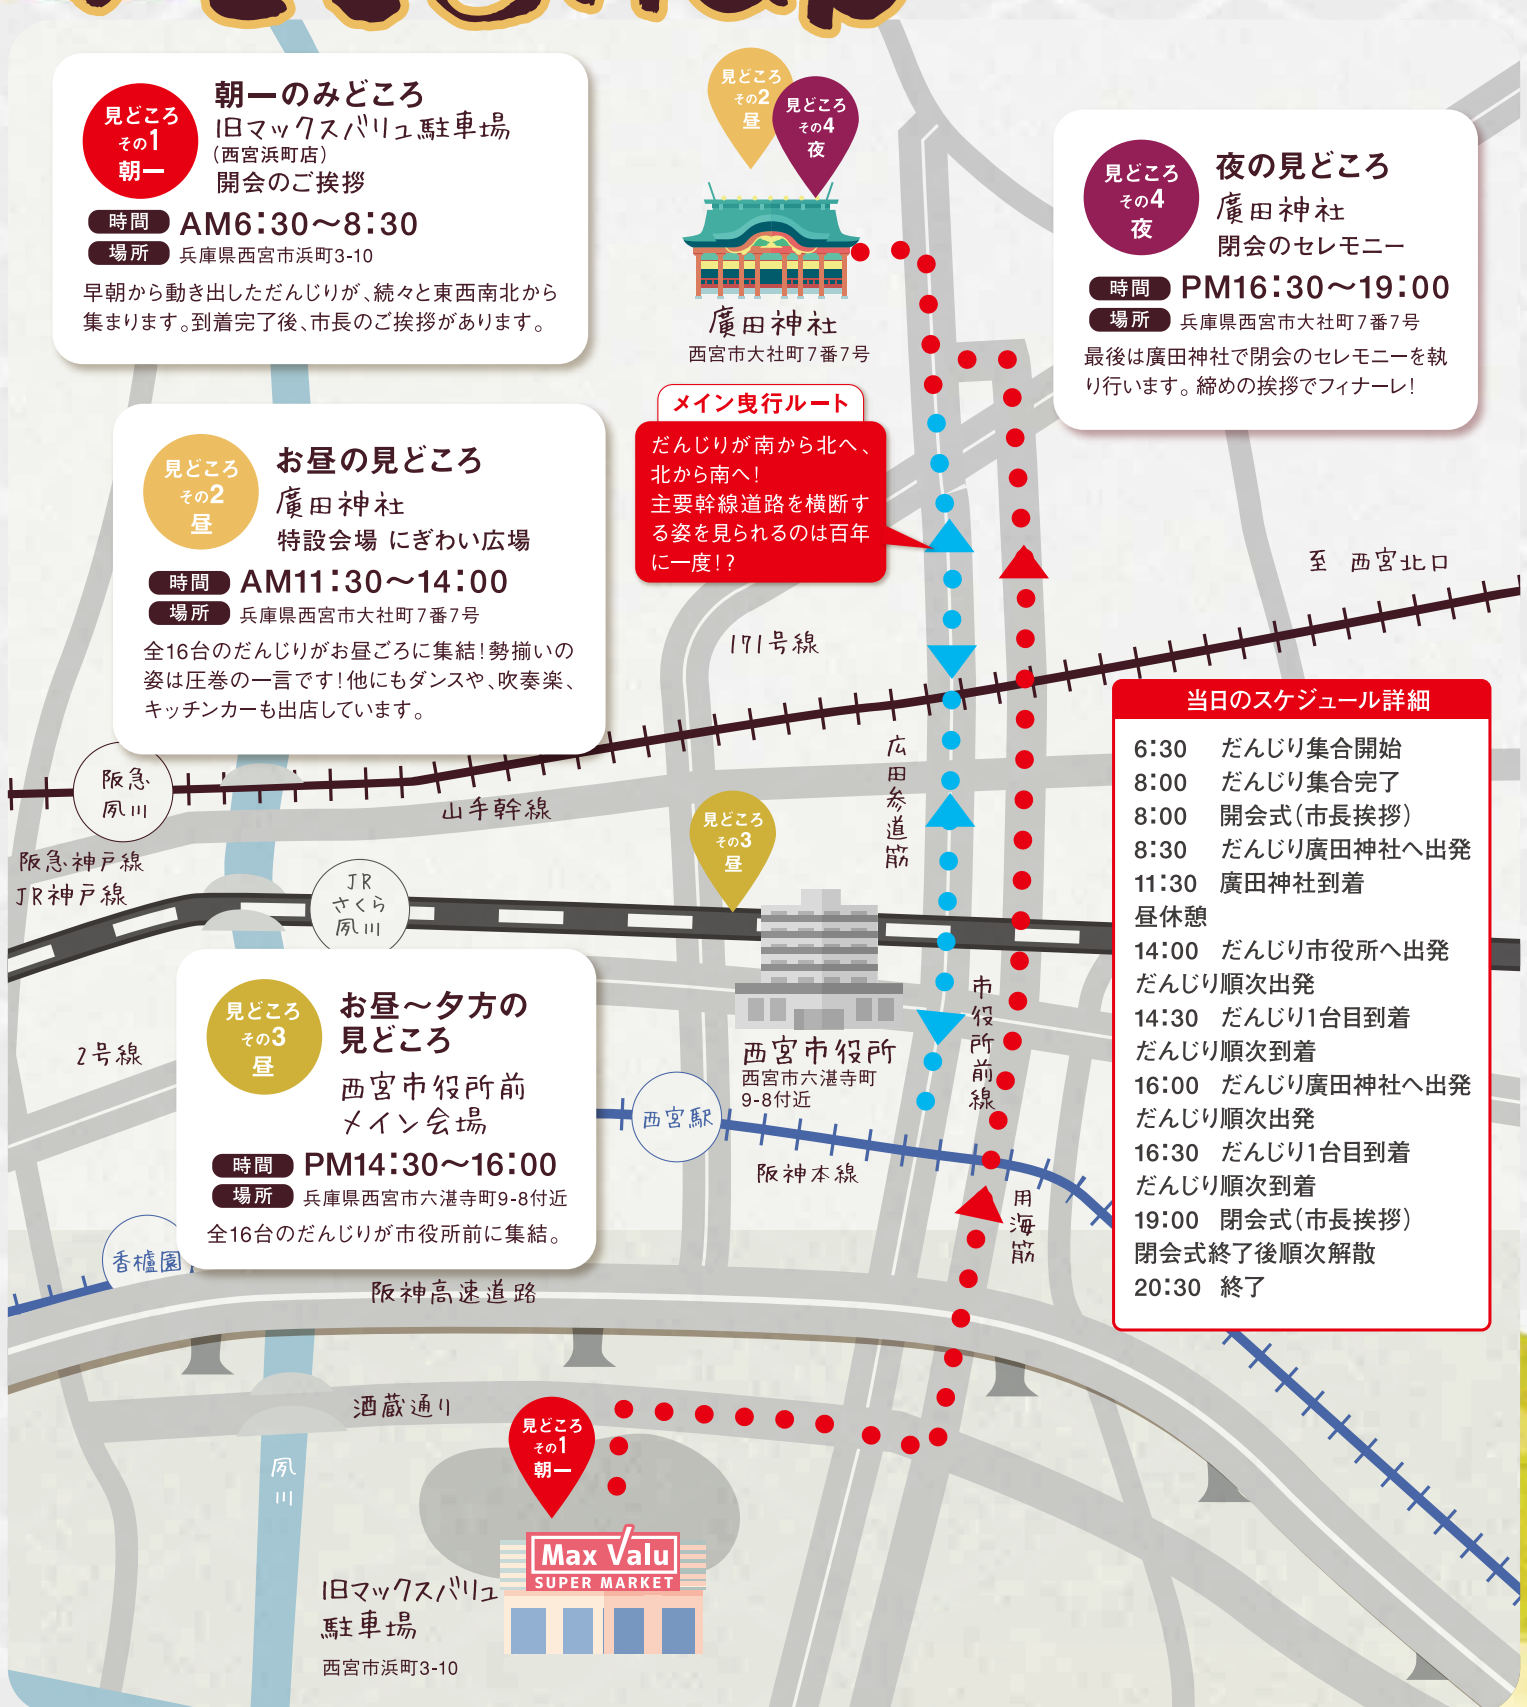 見どころ
その1
朝一
朝一のみどころ
旧マックスバリュ駐車場
(西宮浜町店)
開会のご挨拶
時間 AM6:30～8:30
場所 兵庫県西宮市浜町3-10
早朝から動き出しただんじりが、続々と東西南北から
集まります。到着完了後、市長のご挨拶があります。
見どころ
その2
昼
お昼の見どころ
廣田神社
特設会場 にぎわい広場
時間 AM11:30～14:00
場所 兵庫県西宮市大社町7番7号
全16台のだんじりがお昼ごろに集結！勢揃いの
姿は圧巻の一言です！他にもダンスや、吹奏楽、
キッチンカーも出店しています。
見どころ
その3
昼
お昼～夕方の
見どころ
西宮市役所前
メイン会場
時間 PM14:30～16:00
場所 兵庫県西宮市六湛寺町9-8付近
全16台のだんじりが市役所前に集結。
見どころ
その4
夜
夜の見どころ
廣田神社
閉会のセレモニー
時間 PM16:30～19:00
場所 兵庫県西宮市大社町7番7号
最後は廣田神社で閉会のセレモニーを執
り行います。締めの挨拶でフィナーレ！
見どころ
その2
昼
見どころ
その4
夜
廣田神社
西宮市大社町7番7号
メイン曳行ルート
だんじりが南から北へ、
北から南へ！
主要幹線道路を横断す
る姿を見られるのは百年
に一度！？
至 西宮北口
171号線
広田参道筋
山手幹線
阪急
夙川
阪急神戸線
JR神戸線
JR
さくら
夙川
見どころ
その3
昼
西宮市役所
西宮市六湛寺町
9-8付近
市役所前線
2号線
西宮駅
阪神本線
用海筋
香櫨園
阪神高速道路
酒蔵通り
夙川
見どころ
その1
朝一
Max Valu
SUPER MARKET
旧マックスバリュ
駐車場
西宮市浜町3-10
当日のスケジュール詳細
6:30 だんじり集合開始
8:00 だんじり集合完了
8:00 開会式(市長挨拶)
8:30 だんじり廣田神社へ出発
11:30 廣田神社到着
昼休憩
14:00 だんじり市役所へ出発
だんじり順次出発
14:30 だんじり1台目到着
だんじり順次到着
16:00 だんじり廣田神社へ出発
だんじり順次出発
16:30 だんじり1台目到着
だんじり順次到着
19:00 閉会式(市長挨拶)
閉会式終了後順次解散
20:30 終了